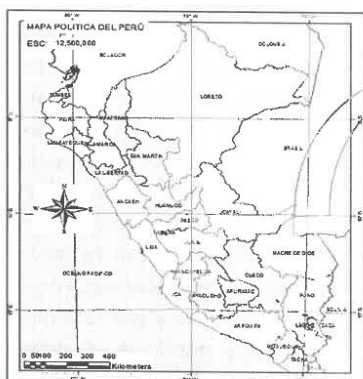 MAPA POLITICA DEL PERÚ
ESC: 12,500,000
ECUADOR
COLOMBIA
TUMBES
LORETO
PIURA
AMAZONAS
LAMBAYEQUE
CAJAMARCA
SAN MARTIN
BRASIL
LA LIBERTAD
ANCASH
HUANUCO
UCAYALI
PASCO
N
W
E
S
LIMA
JUNIN
MADRE DE DIOS
OCEANO PACIFICO
HUANCAVELICA
CUSCO
ICA
AYACUCHO
APURIMAC
PUNO
BOLIVIA
AREQUIPA
MOQUEGUA
TACNA
0 50 100 200 300 400
Kilometers